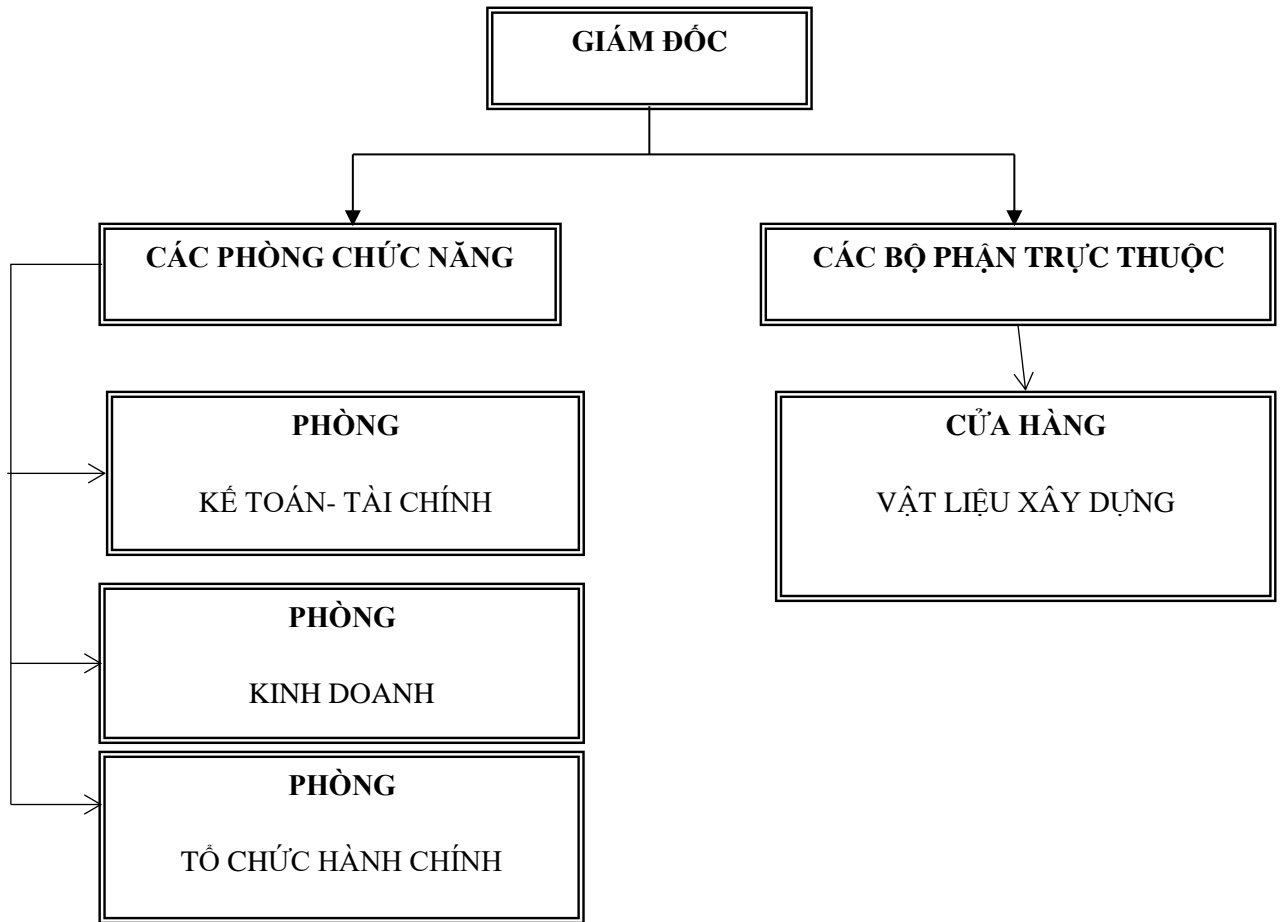 GIÁM ĐỐC
CÁC PHÒNG CHỨC NĂNG
CÁC BỘ PHẬN TRỰC THUỘC
PHÒNG
KẾ TOÁN- TÀI CHÍNH
CỬA HÀNG
VẬT LIỆU XÂY DỰNG
PHÒNG
KINH DOANH
PHÒNG
TỔ CHỨC HÀNH CHÍNH